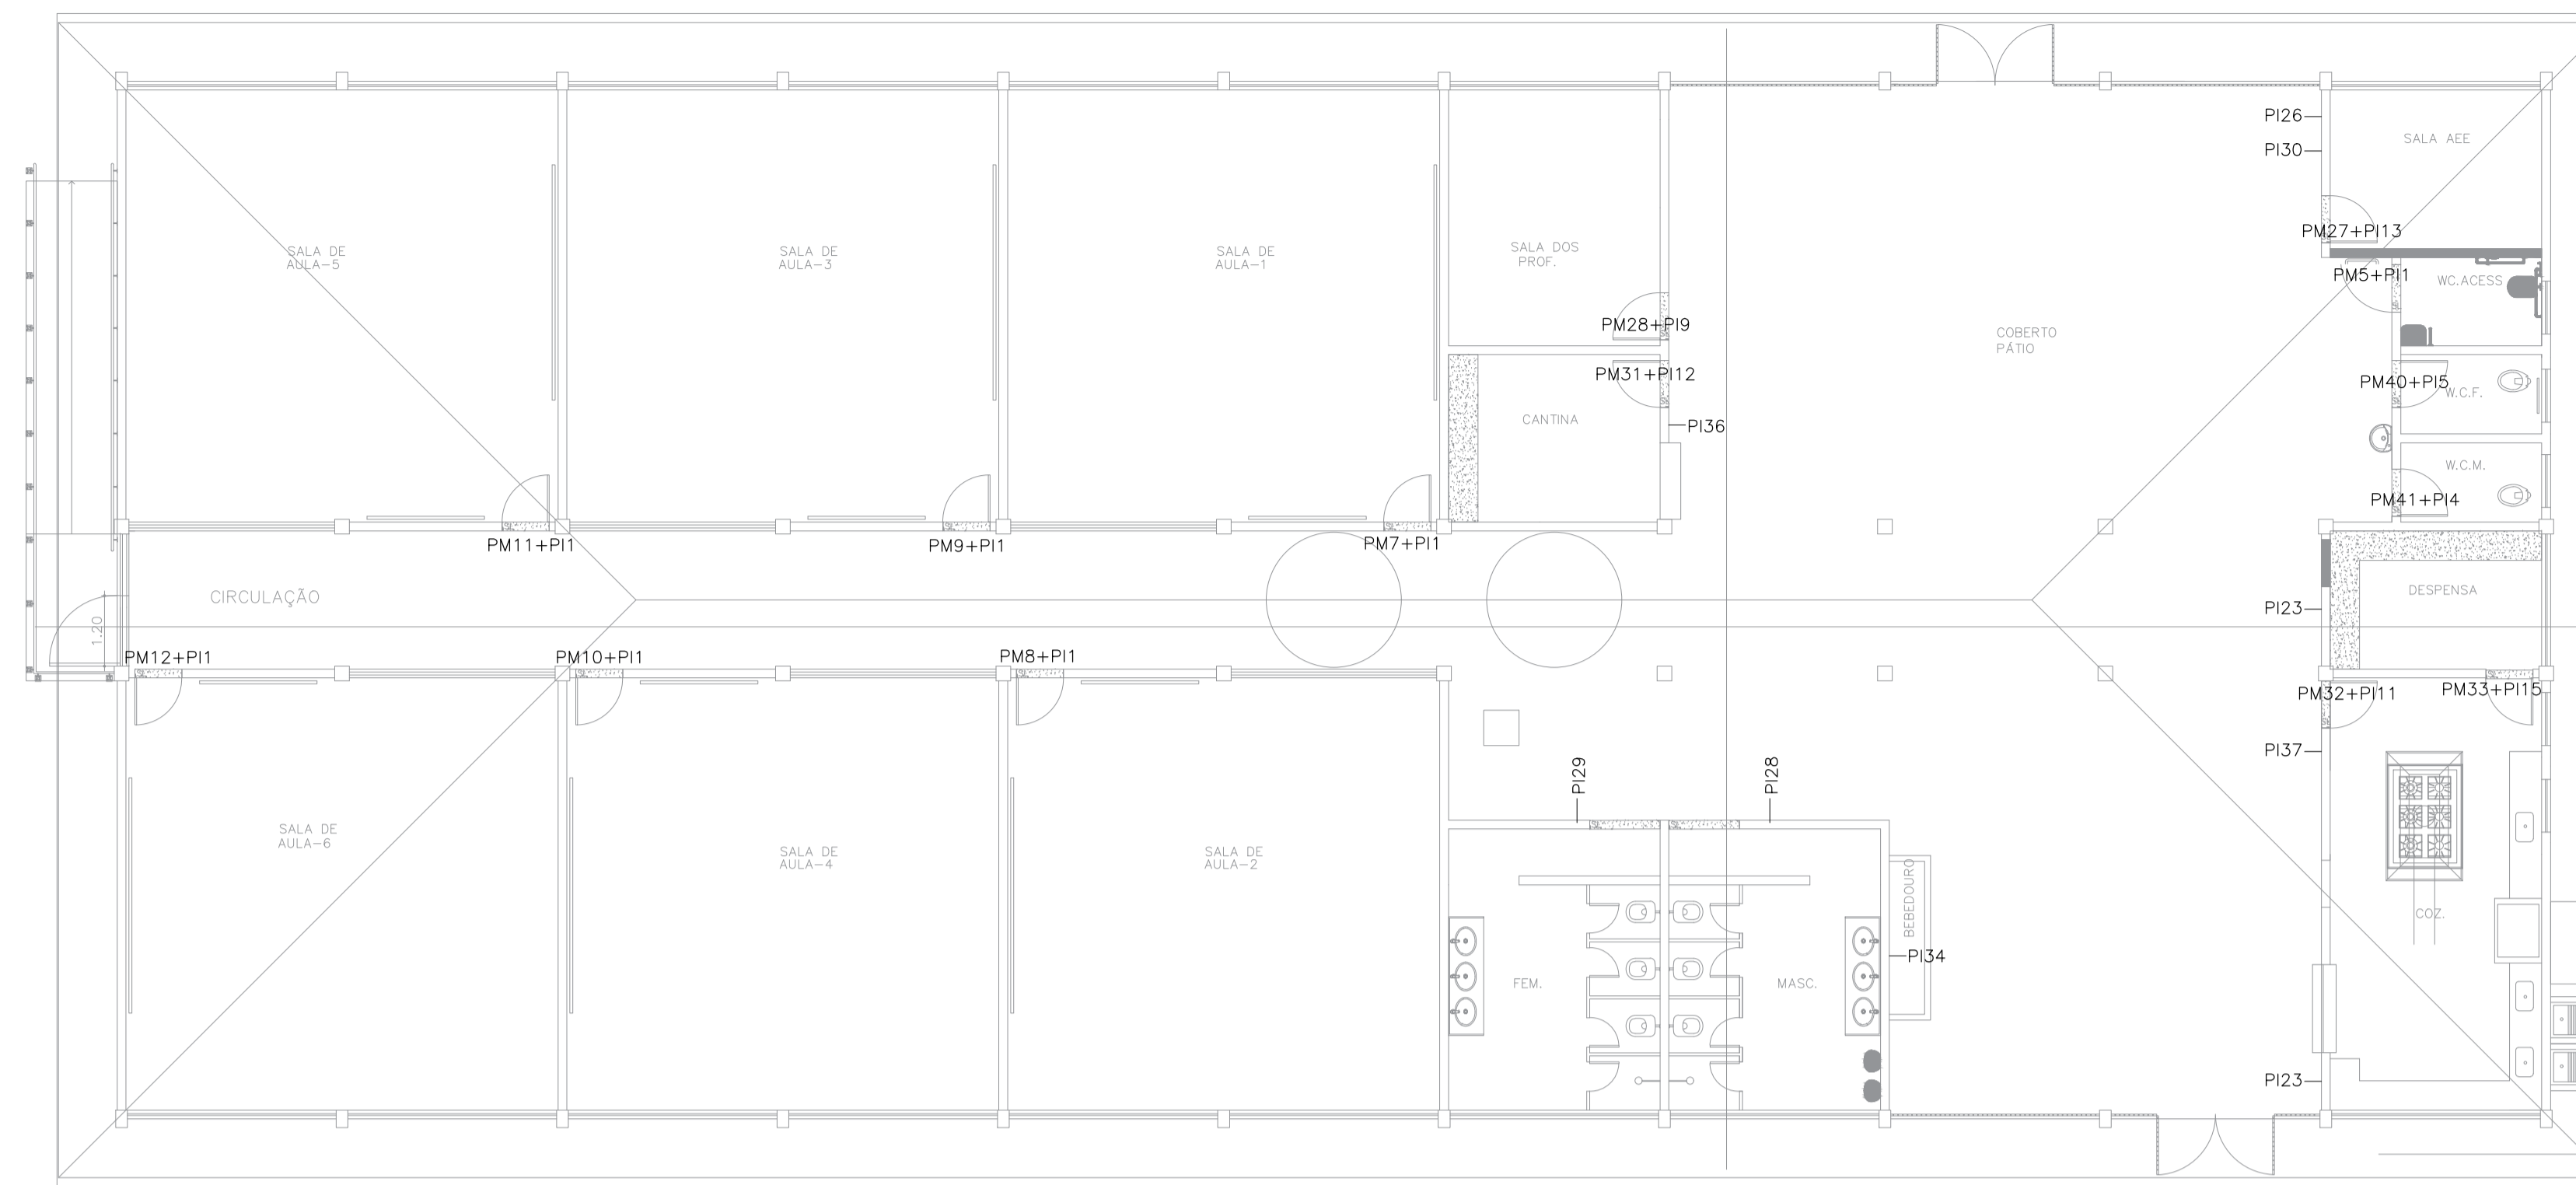 PI26
SALA AEE
PI30
PM27+PI13
SALA DE
AULA-5
SALA DE
AULA-3
SALA DE
AULA-1
SALA DOS
PROF.
PM5+PI1
WC.ACESS
PM28+PI9
COBERTO
PÁTIO
PM31+PI12
PM40+PI5
W.C.F.
CANTINA
PI36
W.C.M.
PM41+PI4
PM11+PI1
PM9+PI1
PM7+PI1
CIRCULAÇÃO
DESPENSA
PI23
1.20
PM12+PI1
PM10+PI1
PM8+PI1
PM32+PI11
PM33+PI15
PI37
PI29
PI28
SALA DE
AULA-6
SALA DE
AULA-4
SALA DE
AULA-2
BEBEDOURO
COZ.
PI34
FEM.
MASC.
PI23